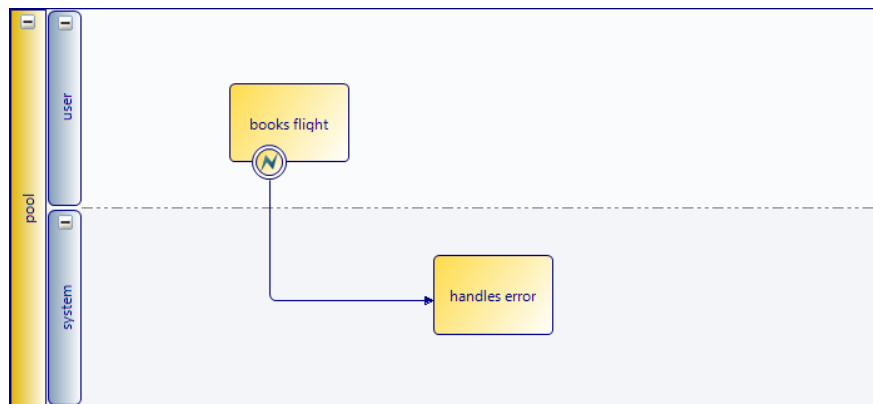 pool
user
books flight
system
handles error